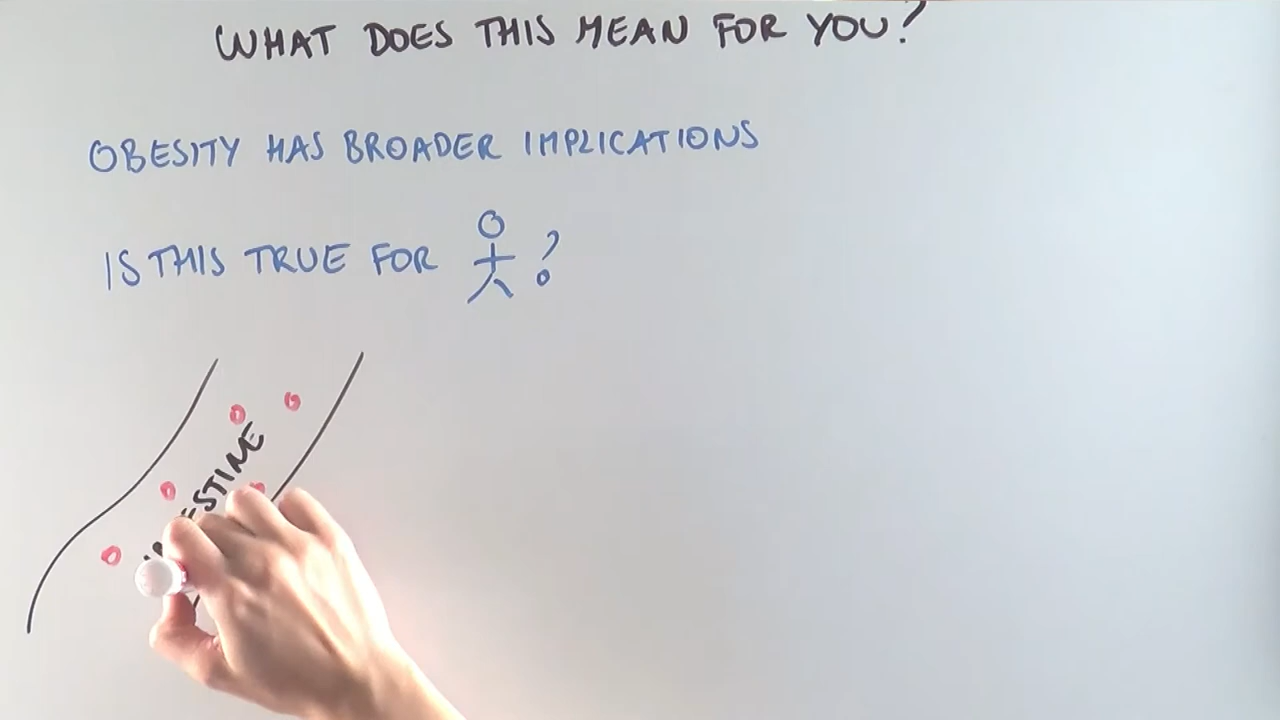 WHAT DOES THIS MEAN FOR YOU?
OBESITY HAS BROADER IMPLICATIONS
IS THIS TRUE FOR ?